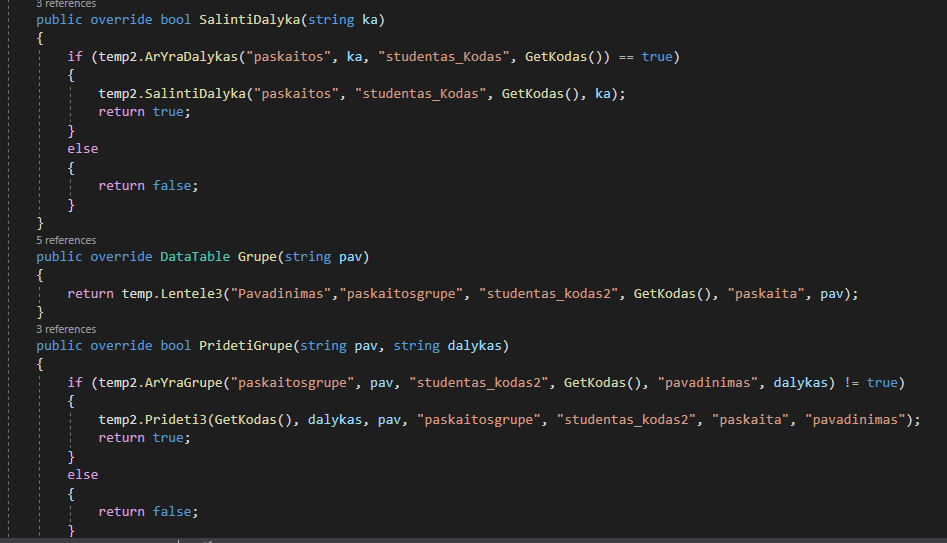 3 references
public override bool SalintiDalyka(string ka)
{
if (temp2.ArYraDalykas("paskaitos", ka, "studentas_Kodas", GetKodas()) == true)
{
temp2.SalintiDalyka("paskaitos", "studentas_Kodas", GetKodas(), ka);
return true;
}
else
{
return false;
}
}
5 references
public override DataTable Grupe(string pav)
{
return temp.Lentele3("Pavadinimas","paskaitosgrupe", "studentas_kodas2", GetKodas(), "paskaita", pav);
}
3 references
public override bool PridetiGrupe(string pav, string dalykas)
{
if (temp2.ArYraGrupe("paskaitosgrupe", pav, "studentas_kodas2", GetKodas(), "pavadinimas", dalykas) != true)
{
temp2.Prideti3(GetKodas(), dalykas, pav, "paskaitosgrupe", "studentas_kodas2", "paskaita", "pavadinimas");
return true;
}
else
{
return false;
}